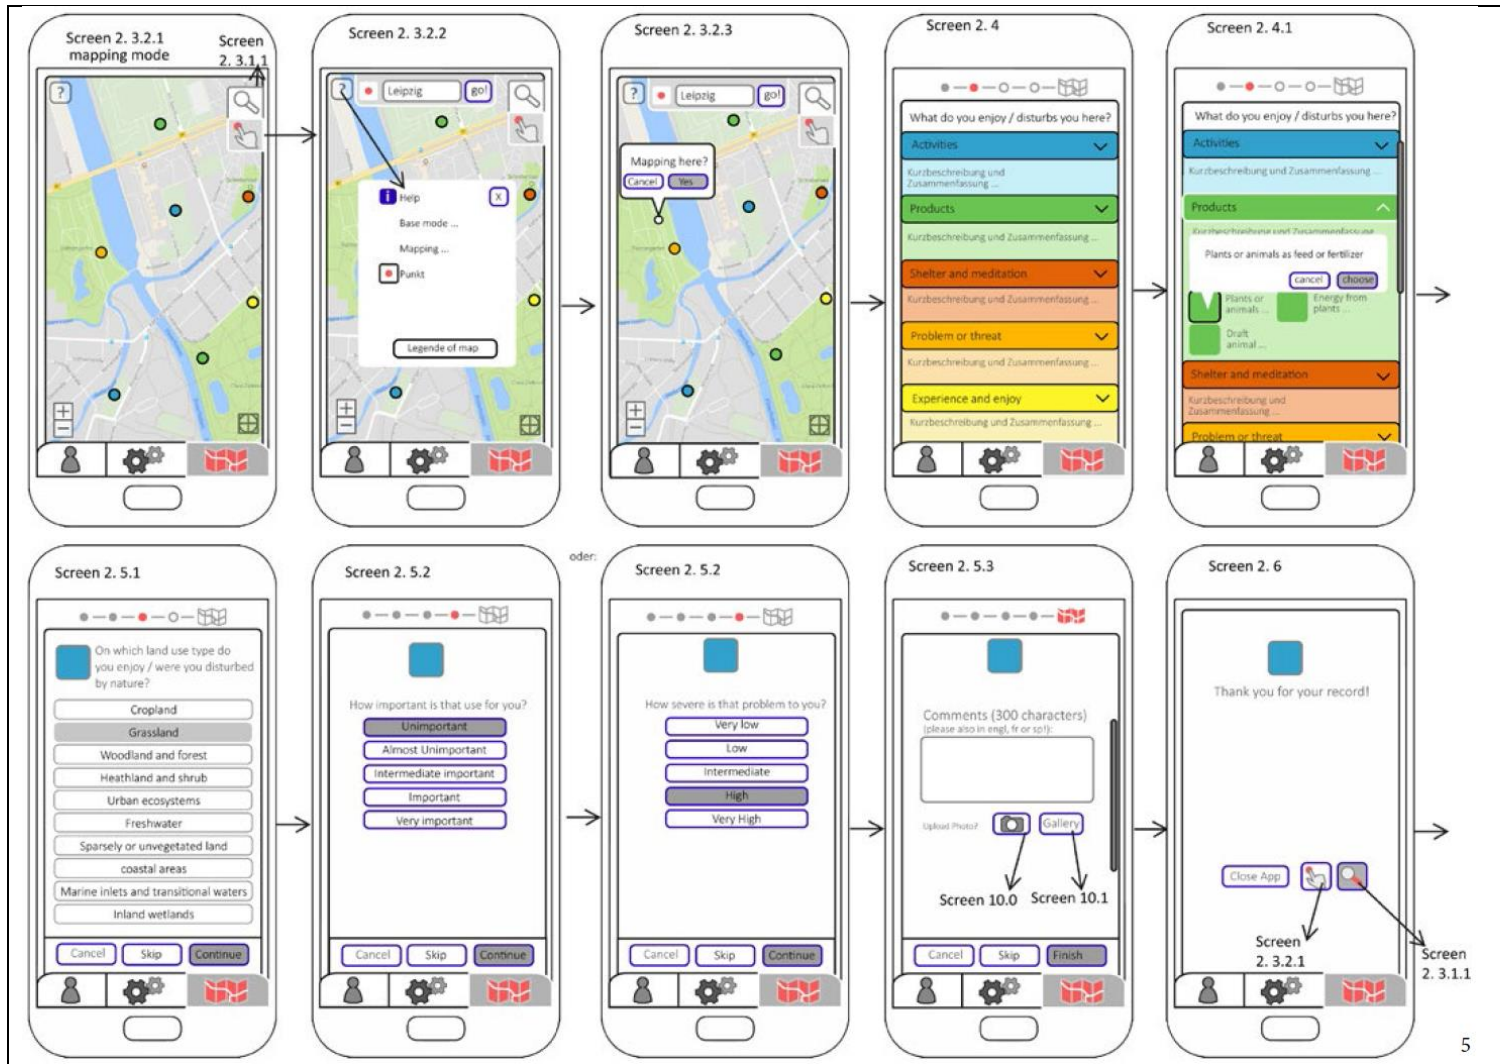 Screen 2. 3.2.1
mapping mode
Screen
2. 3.1.1
?
Screen 2. 3.2.2
?
Leipzig
go!
i Help
X
Base mode ...
Mapping ...
Punkt
Legende of map
+
−
Screen 2. 3.2.3
?
Leipzig
go!
Mapping here?
Cancel
Yes
+
−
Screen 2. 4
What do you enjoy / disturbs you here?
Activities
Kurzbeschreibung und
Zusammenfassung ...
Products
Kurzbeschreibung und Zusammenfassung ...
Shelter and meditation
Kurzbeschreibung und Zusammenfassung ...
Problem or threat
Kurzbeschreibung und Zusammenfassung ...
Experience and enjoy
Kurzbeschreibung und Zusammenfassung ...
Screen 2. 4.1
What do you enjoy / disturbs you here?
Activities
Kurzbeschreibung und Zusammenfassung ...
Products
Kurzbeschreibung und Zusammenfassung ...
Plants or animals as feed or fertilizer
cancel
choose
Plants or
animals ...
Energy from
plants ...
Draft
animal ...
Shelter and meditation
Kurzbeschreibung und
Zusammenfassung ...
Problem or threat
+
−
Screen 2. 5.1
On which land use type do
you enjoy / were you disturbed
by nature?
Cropland
Grassland
Woodland and forest
Heathland and shrub
Urban ecosystems
Freshwater
Sparsely or unvegetated land
coastal areas
Marine inlets and transitional waters
Inland wetlands
Cancel
Skip
Continue
Screen 2. 5.2
How important is that use for you?
Unimportant
Almost Unimportant
Intermediate important
Important
Very important
Cancel
Skip
Continue
oder:
Screen 2. 5.2
How severe is that problem to you?
Very low
Low
Intermediate
High
Very High
Cancel
Skip
Continue
Screen 2. 5.3
Comments (300 characters)
(please also in engl, fr or sp!):
Upload Photo?
Gallery
Screen 10.0
Screen 10.1
Cancel
Skip
Finish
Screen 2. 6
Thank you for your record!
Close App
Screen
2. 3.2.1
Screen
2. 3.1.1
5